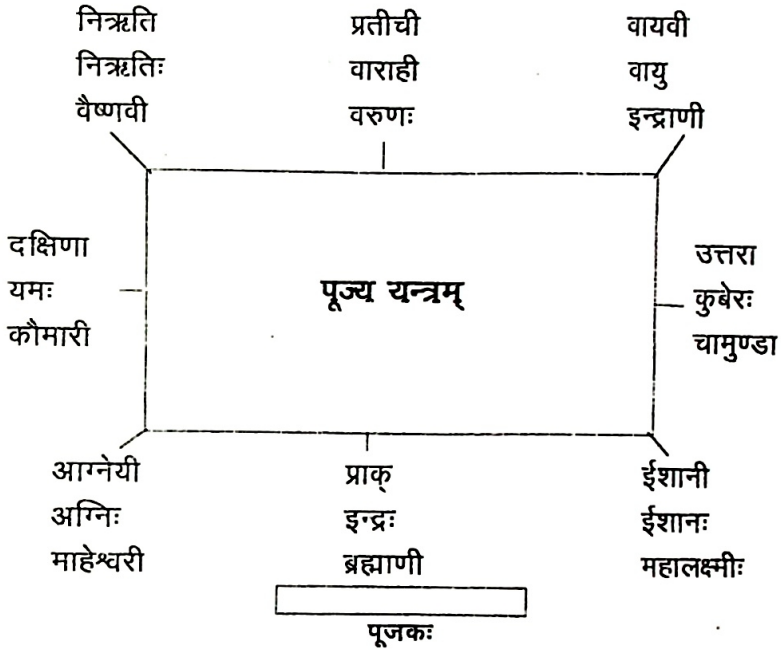 निऋति
निऋतिः
वैष्णवी
प्रतीची
वाराही
वरुणः
वायवी
वायु
इन्द्राणी
दक्षिणा
यमः
कौमारी
पूज्य यन्त्रम्
उत्तरा
कुबेरः
चामुण्डा
आग्नेयी
अग्निः
माहेश्वरी
प्राक्
इन्द्रः
ब्रह्माणी
ईशानी
ईशानः
महालक्ष्मीः
पूजकः